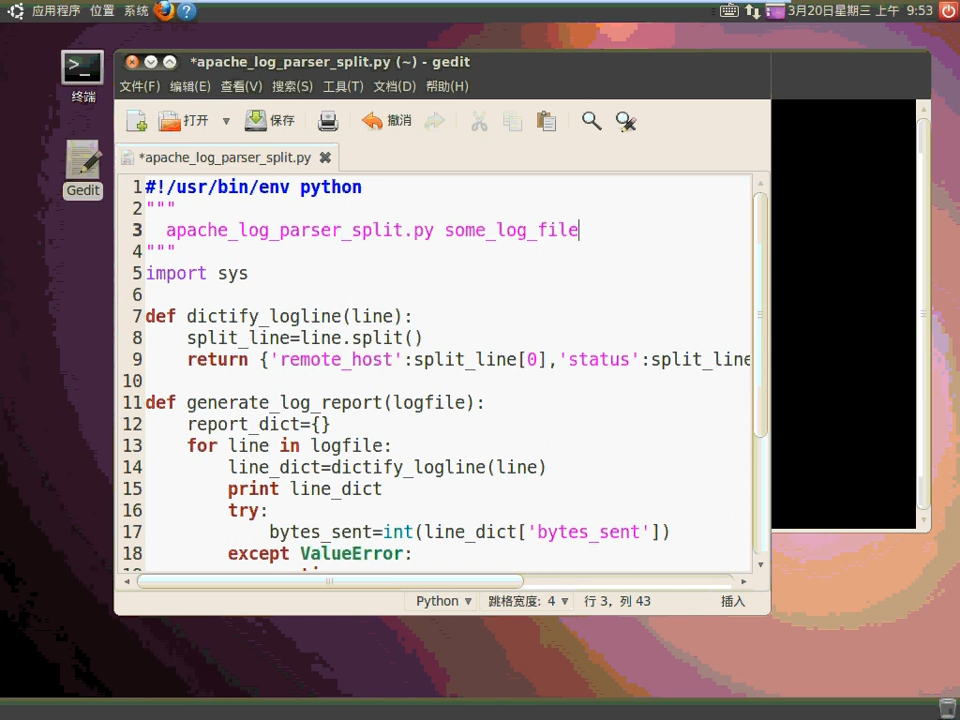 应用程序 位置 系统 3月20日星期三 上午 9:53
终端
Gedit
*apache_log_parser_split.py (~) - gedit
文件(F) 编辑(E) 查看(V) 搜索(S) 工具(T) 文档(D) 帮助(H)
打开 保存 撤消
*apache_log_parser_split.py
1 #!/usr/bin/env python
2 """
3   apache_log_parser_split.py some_log_file
4 """
5 import sys
6
7 def dictify_logline(line):
8     split_line=line.split()
9     return {'remote_host':split_line[0],'status':split_line
10
11 def generate_log_report(logfile):
12     report_dict={}
13     for line in logfile:
14         line_dict=dictify_logline(line)
15         print line_dict
16         try:
17             bytes_sent=int(line_dict['bytes_sent'])
18         except ValueError:
Python 跳格宽度: 4 行 3，列 43 插入